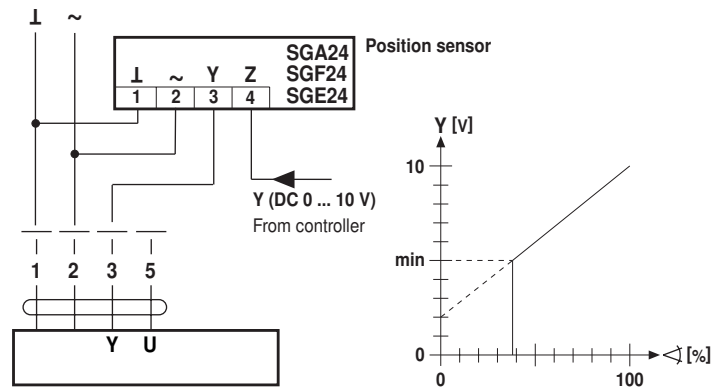 ⊥ ~
Position sensor
SGA24
SGF24
SGE24
⊥ ~ Y Z
1 2 3 4
Y (DC 0 ... 10 V)
From controller
1 2 3 5
Y U
Y [V]
10
min
0
0 100
[%]